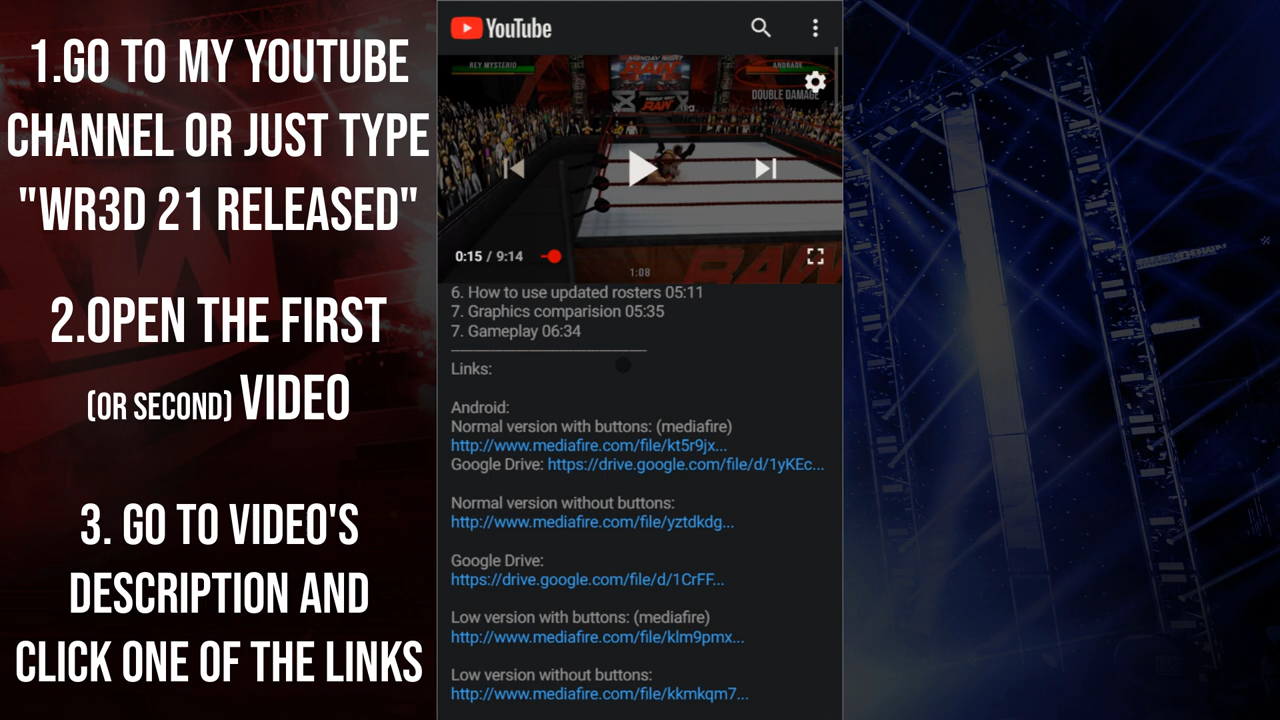 1.GO TO MY YOUTUBE
CHANNEL OR JUST TYPE
"WR3D 21 RELEASED"
2.OPEN THE FIRST
(OR SECOND) VIDEO
3. GO TO VIDEO'S
DESCRIPTION AND
CLICK ONE OF THE LINKS
YouTube
REY MYSTERIO
ANDRADE
MONDAY NIGHT
RAW
DOUBLE DAMAGE
RAW
0:15 / 9:14
RAW
1:08
6. How to use updated rosters 05:11
7. Graphics comparision 05:35
7. Gameplay 06:34
Links:
Android:
Normal version with buttons: (mediafire)
http://www.mediafire.com/file/kt5r9jx...
Google Drive: https://drive.google.com/file/d/1yKEc...
Normal version without buttons:
http://www.mediafire.com/file/yztdkdg...
Google Drive:
https://drive.google.com/file/d/1CrFF...
Low version with buttons: (mediafire)
http://www.mediafire.com/file/klm9pmx...
Low version without buttons:
http://www.mediafire.com/file/kkmkqm7...